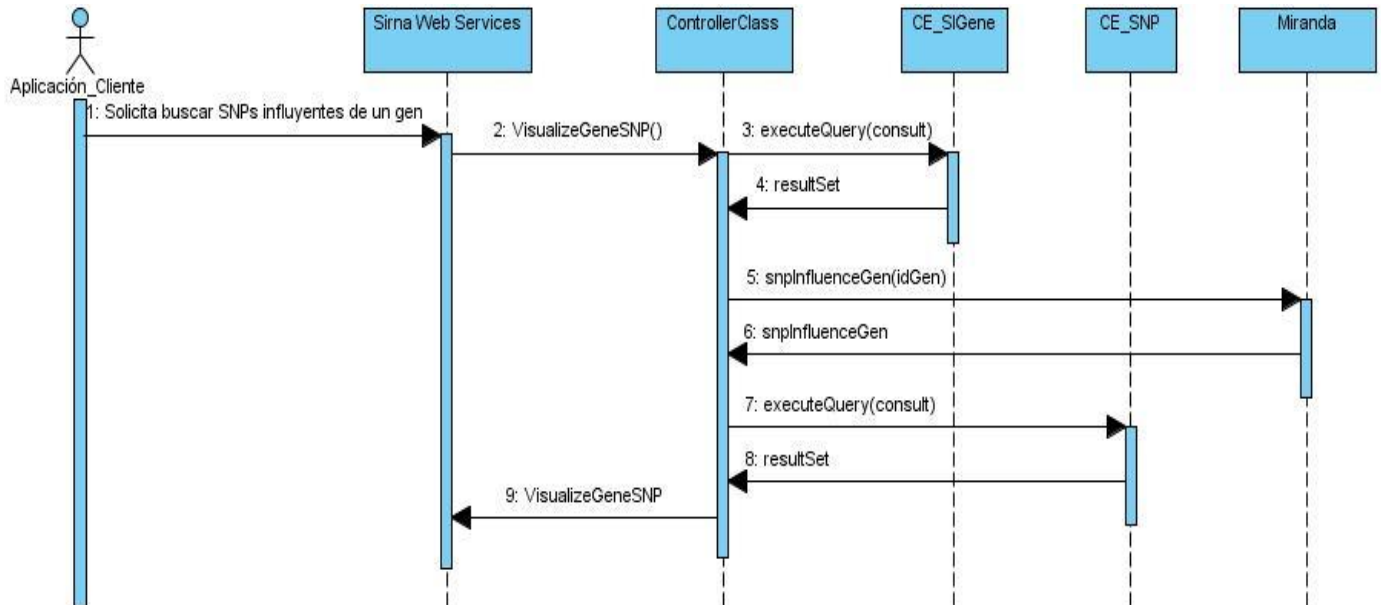 Sirna Web Services
ControllerClass
CE_SIGene
CE_SNP
Miranda
Aplicación_Cliente
1: Solicita buscar SNPs influyentes de un gen
2: VisualizeGeneSNP()
3: executeQuery(consult)
4: resultSet
5: snpInfluenceGen(idGen)
6: snpInfluenceGen
7: executeQuery(consult)
8: resultSet
9: VisualizeGeneSNP